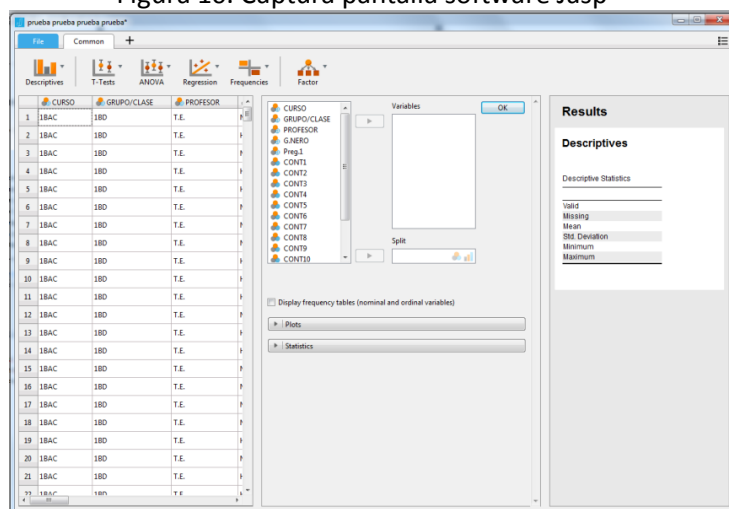 Figura 16. Captura pantalla software Jasp
prueba prueba prueba prueba*
File Common +
Descriptives T-Tests ANOVA Regression Frequencies Factor
CURSO GRUPO/CLASE PROFESOR
1 1BAC 1BD T.E.
2 1BAC 1BD T.E.
3 1BAC 1BD T.E.
4 1BAC 1BD T.E.
5 1BAC 1BD T.E.
6 1BAC 1BD T.E.
7 1BAC 1BD T.E.
8 1BAC 1BD T.E.
9 1BAC 1BD T.E.
10 1BAC 1BD T.E.
11 1BAC 1BD T.E.
12 1BAC 1BD T.E.
13 1BAC 1BD T.E.
14 1BAC 1BD T.E.
15 1BAC 1BD T.E.
16 1BAC 1BD T.E.
17 1BAC 1BD T.E.
18 1BAC 1BD T.E.
19 1BAC 1BD T.E.
20 1BAC 1BD T.E.
21 1BAC 1BD T.E.
22 1BAC 1BD T.E.
CURSO
GRUPO/CLASE
PROFESOR
G.NERO
Preg.1
CONT1
CONT2
CONT3
CONT4
CONT5
CONT6
CONT7
CONT8
CONT9
CONT10
Variables
OK
Split
Display frequency tables (nominal and ordinal variables)
Plots
Statistics
Results
Descriptives
Descriptive Statistics
Valid
Missing
Mean
Std. Deviation
Minimum
Maximum